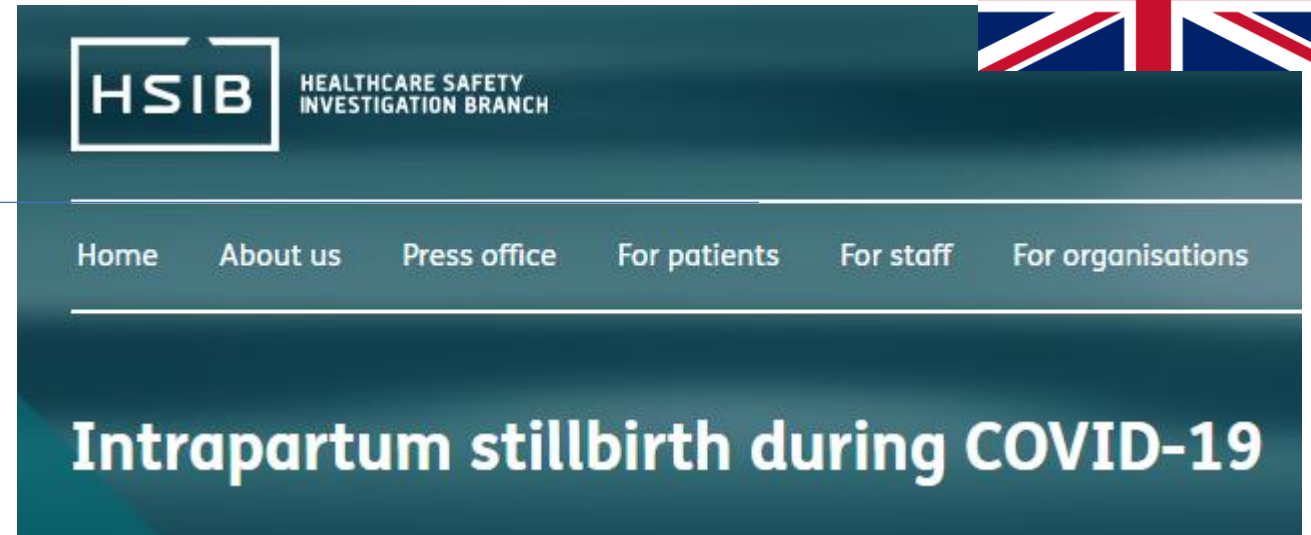 HSIB
HEALTHCARE SAFETY
INVESTIGATION BRANCH
Home About us Press office For patients For staff For organisations
Intrapartum stillbirth during COVID-19